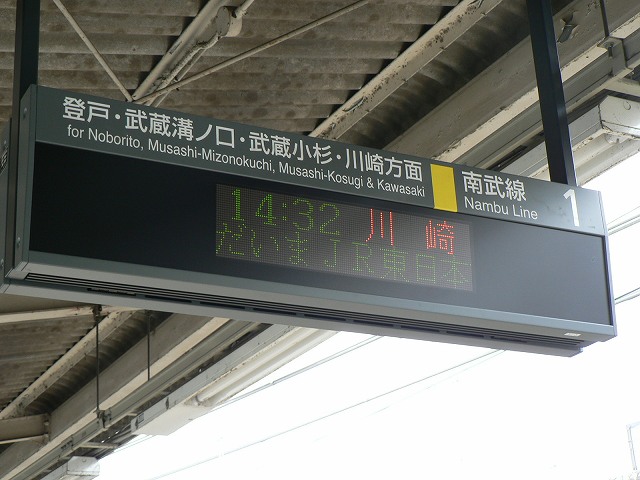 登戸・武蔵溝ノ口・武蔵小杉・川崎方面
for Noborito, Musashi-Mizonokuchi, Musashi-Kosugi & Kawasaki
南武線
Nambu Line
1
14:32 川崎
だいまJR東日本